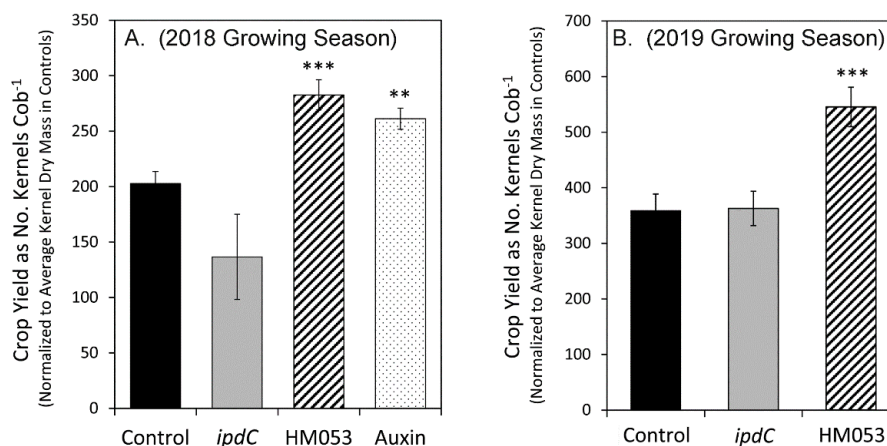 A. (2018 Growing Season)
Crop Yield as No. Kernels Cob-1
(Normalized to Average Kernel Dry Mass in Controls)
350
300
250
200
150
100
50
0
***
**
Control ipdC HM053 Auxin
B. (2019 Growing Season)
Crop Yield as No. Kernels Cob-1
(Normalized to Average Kernel Dry Mass in Controls)
700
600
500
400
300
200
100
0
***
Control ipdC HM053